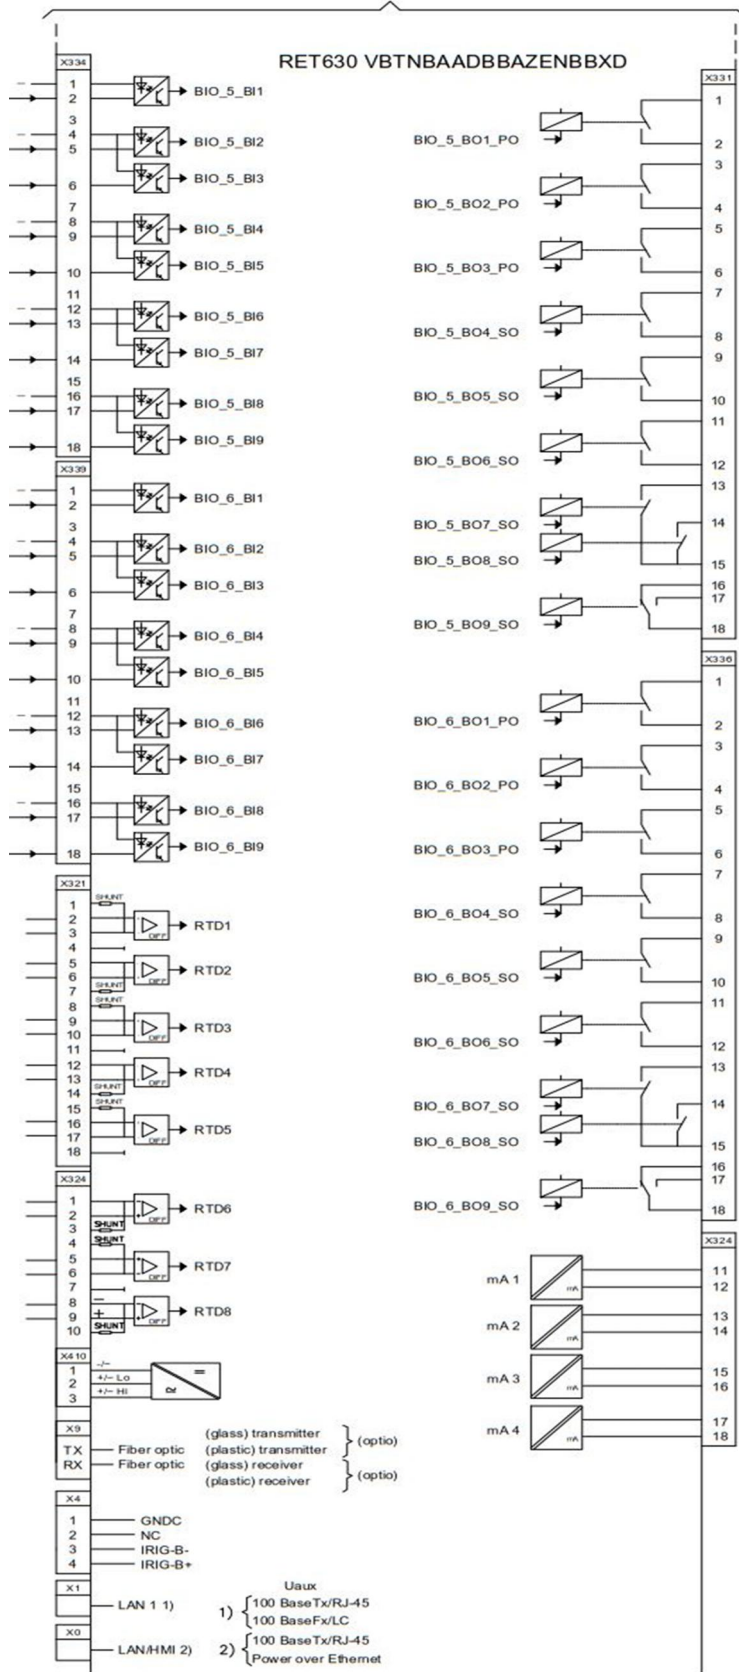 RET630 VBTNBAADBBAZENBBXD
X334
1
2 BIO_5_BI1
3
4
5 BIO_5_BI2
6 BIO_5_BI3
7
8
9 BIO_5_BI4
10 BIO_5_BI5
11
12
13 BIO_5_BI6
14 BIO_5_BI7
15
16
17 BIO_5_BI8
18 BIO_5_BI9
X339
1
2 BIO_6_BI1
3
4
5 BIO_6_BI2
6 BIO_6_BI3
7
8
9 BIO_6_BI4
10 BIO_6_BI5
11
12
13 BIO_6_BI6
14 BIO_6_BI7
15
16
17 BIO_6_BI8
18 BIO_6_BI9
X321
1 SHUNT
2
3 DIFF RTD1
4
5
6 DIFF RTD2
7 SHUNT
8 SHUNT
9
10 DIFF RTD3
11
12
13 DIFF RTD4
14 SHUNT
15 SHUNT
16
17 DIFF RTD5
18
X324
1
2 DIFF RTD6
3 SHUNT
4 SHUNT
5
6 DIFF RTD7
7
8 –
9 + DIFF RTD8
10 SHUNT
X410
1 -/~
2 +/~ Lo
3 +/~ Hi
X9
TX Fiber optic (glass) transmitter
(plastic) transmitter } (optio)
RX Fiber optic (glass) receiver
(plastic) receiver } (optio)
X4
1 GNDC
2 NC
3 IRIG-B-
4 IRIG-B+
X1
LAN 1 1)
X0
LAN/HMI 2)
Uaux
1) { 100 BaseTx/RJ-45
100 BaseFx/LC
2) { 100 BaseTx/RJ-45
Power over Ethernet
X331
1
BIO_5_BO1_PO 2
3
BIO_5_BO2_PO 4
5
BIO_5_BO3_PO 6
7
BIO_5_BO4_SO 8
9
BIO_5_BO5_SO 10
11
BIO_5_BO6_SO 12
13
BIO_5_BO7_SO 14
BIO_5_BO8_SO 15
16
17
BIO_5_BO9_SO 18
X336
1
BIO_6_BO1_PO 2
3
BIO_6_BO2_PO 4
5
BIO_6_BO3_PO 6
7
BIO_6_BO4_SO 8
9
BIO_6_BO5_SO 10
11
BIO_6_BO6_SO 12
13
BIO_6_BO7_SO 14
BIO_6_BO8_SO 15
16
17
BIO_6_BO9_SO 18
X324
mA 1 mA 11
12
mA 2 mA 13
14
mA 3 mA 15
16
mA 4 mA 17
18